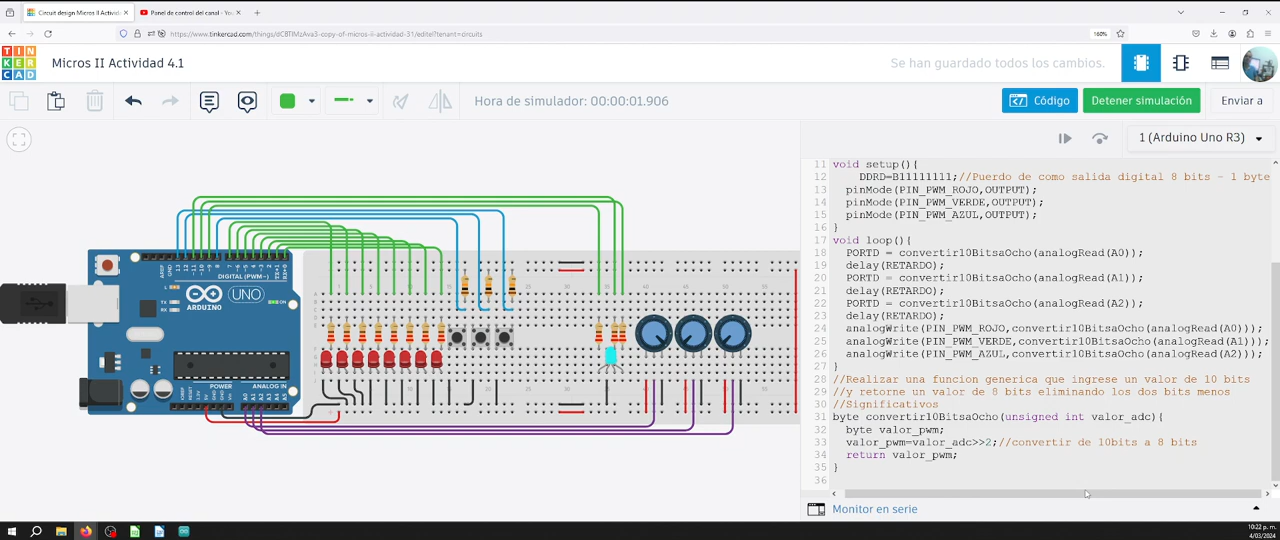 Circuit design Micros II Activid
Panel de control del canal - You
https://www.tinkercad.com/things/dCBTlMzAva3-copy-of-micros-ii-actividad-31/editel?tenant=circuits
160%
TIN
KER
CAD
Micros II Actividad 4.1
Se han guardado todos los cambios.
Hora de simulador: 00:00:01.906
Código
Detener simulación
Enviar a
1 (Arduino Uno R3)
11 void setup(){
12 DDRD=B11111111;//Puerdo de como salida digital 8 bits - 1 byte
13 pinMode(PIN_PWM_ROJO,OUTPUT);
14 pinMode(PIN_PWM_VERDE,OUTPUT);
15 pinMode(PIN_PWM_AZUL,OUTPUT);
16 }
17 void loop(){
18 PORTD = convertir10BitsaOcho(analogRead(A0));
19 delay(RETARDO);
20 PORTD = convertir10BitsaOcho(analogRead(A1));
21 delay(RETARDO);
22 PORTD = convertir10BitsaOcho(analogRead(A2));
23 delay(RETARDO);
24 analogWrite(PIN_PWM_ROJO,convertir10BitsaOcho(analogRead(A0)));
25 analogWrite(PIN_PWM_VERDE,convertir10BitsaOcho(analogRead(A1)));
26 analogWrite(PIN_PWM_AZUL,convertir10BitsaOcho(analogRead(A2)));
27 }
28 //Realizar una funcion generica que ingrese un valor de 10 bits
29 //y retorne un valor de 8 bits eliminando los dos bits menos
30 //Significativos
31 byte convertir10BitsaOcho(unsigned int valor_adc){
32 byte valor_pwm;
33 valor_pwm=valor_adc>>2;//convertir de 10bits a 8 bits
34 return valor_pwm;
35 }
36
DIGITAL (PWM~)
UNO
ARDUINO
POWER
ANALOG IN
Monitor en serie
10:22 p. m.
4/03/2024